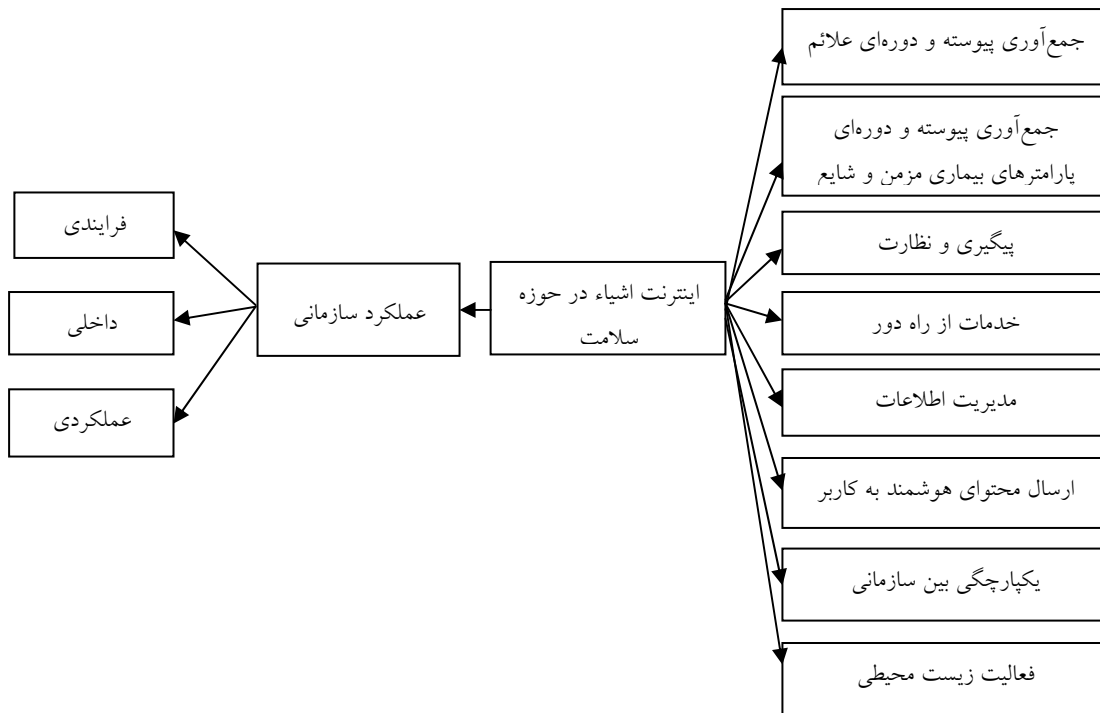 جمع‌آوری پیوسته و دوره‌ای علائم
جمع‌آوری پیوسته و دوره‌ای
پارامترهای بیماری مزمن و شایع
پیگیری و نظارت
خدمات از راه دور
مدیریت اطلاعات
ارسال محتوای هوشمند به کاربر
یکپارچگی بین سازمانی
فعالیت زیست محیطی
اینترنت اشیاء در حوزه
سلامت
عملکرد سازمانی
فرایندی
داخلی
عملکردی